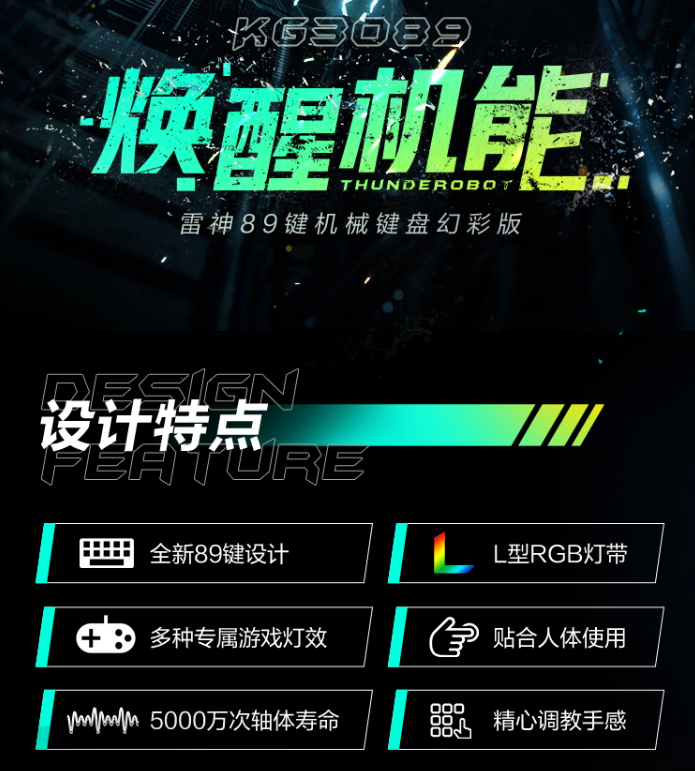 KG3089
焕醒机能
THUNDEROBOT
雷神89键机械键盘幻彩版
DESIGN
设计特点
FEATURE
全新89键设计
L型RGB灯带
多种专属游戏灯效
贴合人体使用
5000万次轴体寿命
精心调教手感